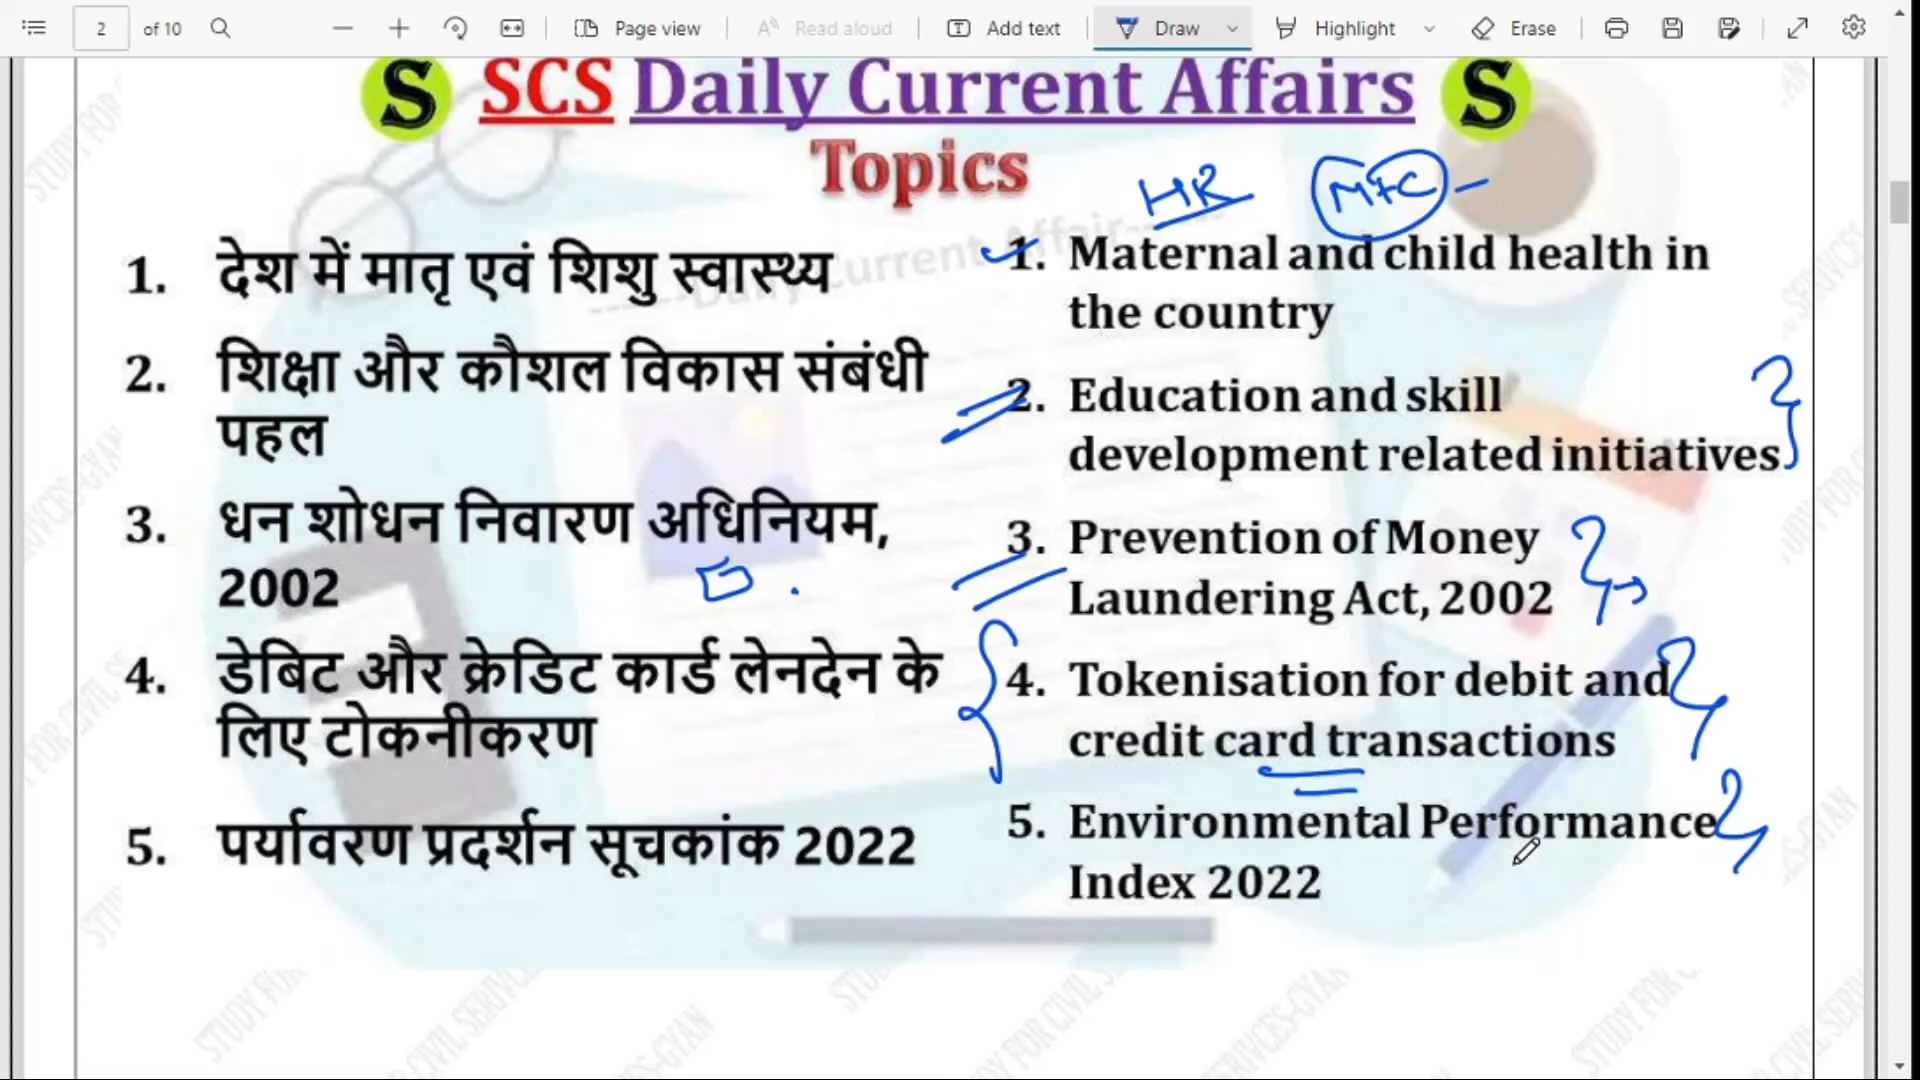 2 of 10 Page view Read aloud Add text Draw Highlight Erase
S SCS Daily Current Affairs S
Topics
HR MFC
1. देश में मातृ एवं शिशु स्वास्थ्य
2. शिक्षा और कौशल विकास संबंधी
पहल
3. धन शोधन निवारण अधिनियम,
2002
4. डेबिट और क्रेडिट कार्ड लेनदेन के
लिए टोकनीकरण
5. पर्यावरण प्रदर्शन सूचकांक 2022
1. Maternal and child health in
the country
2. Education and skill
development related initiatives
3. Prevention of Money
Laundering Act, 2002
4. Tokenisation for debit and
credit card transactions
5. Environmental Performance
Index 2022